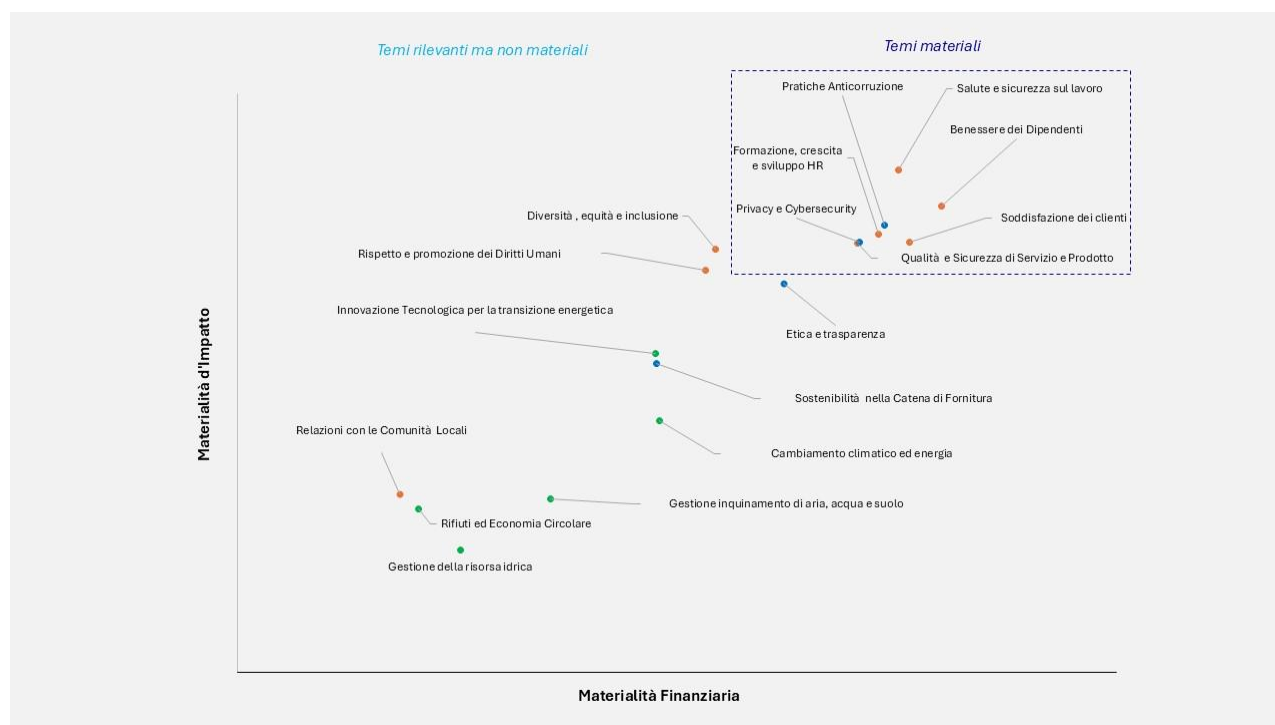 Temi rilevanti ma non materiali
Temi materiali
Pratiche Anticorruzione
Salute e sicurezza sul lavoro
Benessere dei Dipendenti
Formazione, crescita
e sviluppo HR
Privacy e Cybersecurity
Diversità , equità e inclusione
Soddisfazione dei clienti
Rispetto e promozione dei Diritti Umani
Qualità e Sicurezza di Servizio e Prodotto
Innovazione Tecnologica per la transizione energetica
Etica e trasparenza
Materialità d'Impatto
Sostenibilità nella Catena di Fornitura
Relazioni con le Comunità Locali
Cambiamento climatico ed energia
Gestione inquinamento di aria, acqua e suolo
Rifiuti ed Economia Circolare
Gestione della risorsa idrica
Materialità Finanziaria